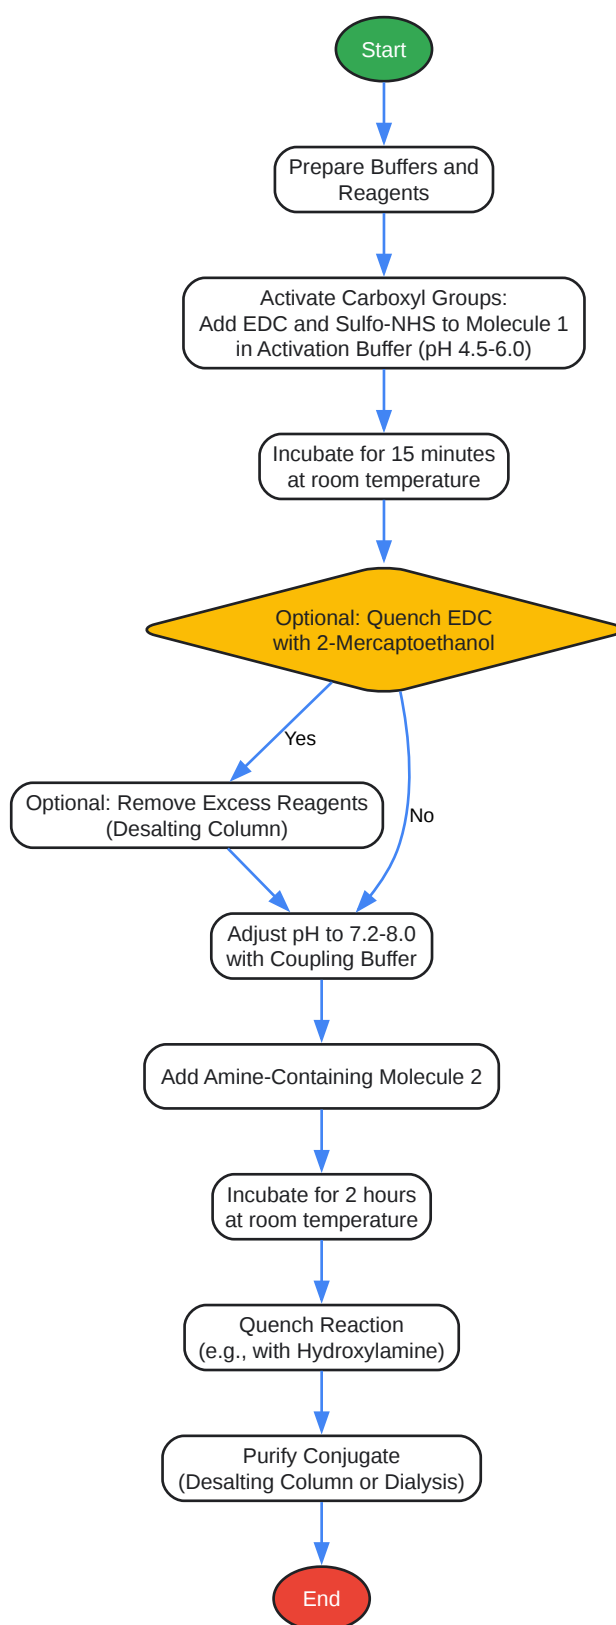 Start
Prepare Buffers and
Reagents
Activate Carboxyl Groups:
Add EDC and Sulfo-NHS to Molecule 1
in Activation Buffer (pH 4.5-6.0)
Incubate for 15 minutes
at room temperature
Optional: Quench EDC
with 2-Mercaptoethanol
Yes
Optional: Remove Excess Reagents
(Desalting Column)
No
Adjust pH to 7.2-8.0
with Coupling Buffer
Add Amine-Containing Molecule 2
Incubate for 2 hours
at room temperature
Quench Reaction
(e.g., with Hydroxylamine)
Purify Conjugate
(Desalting Column or Dialysis)
End